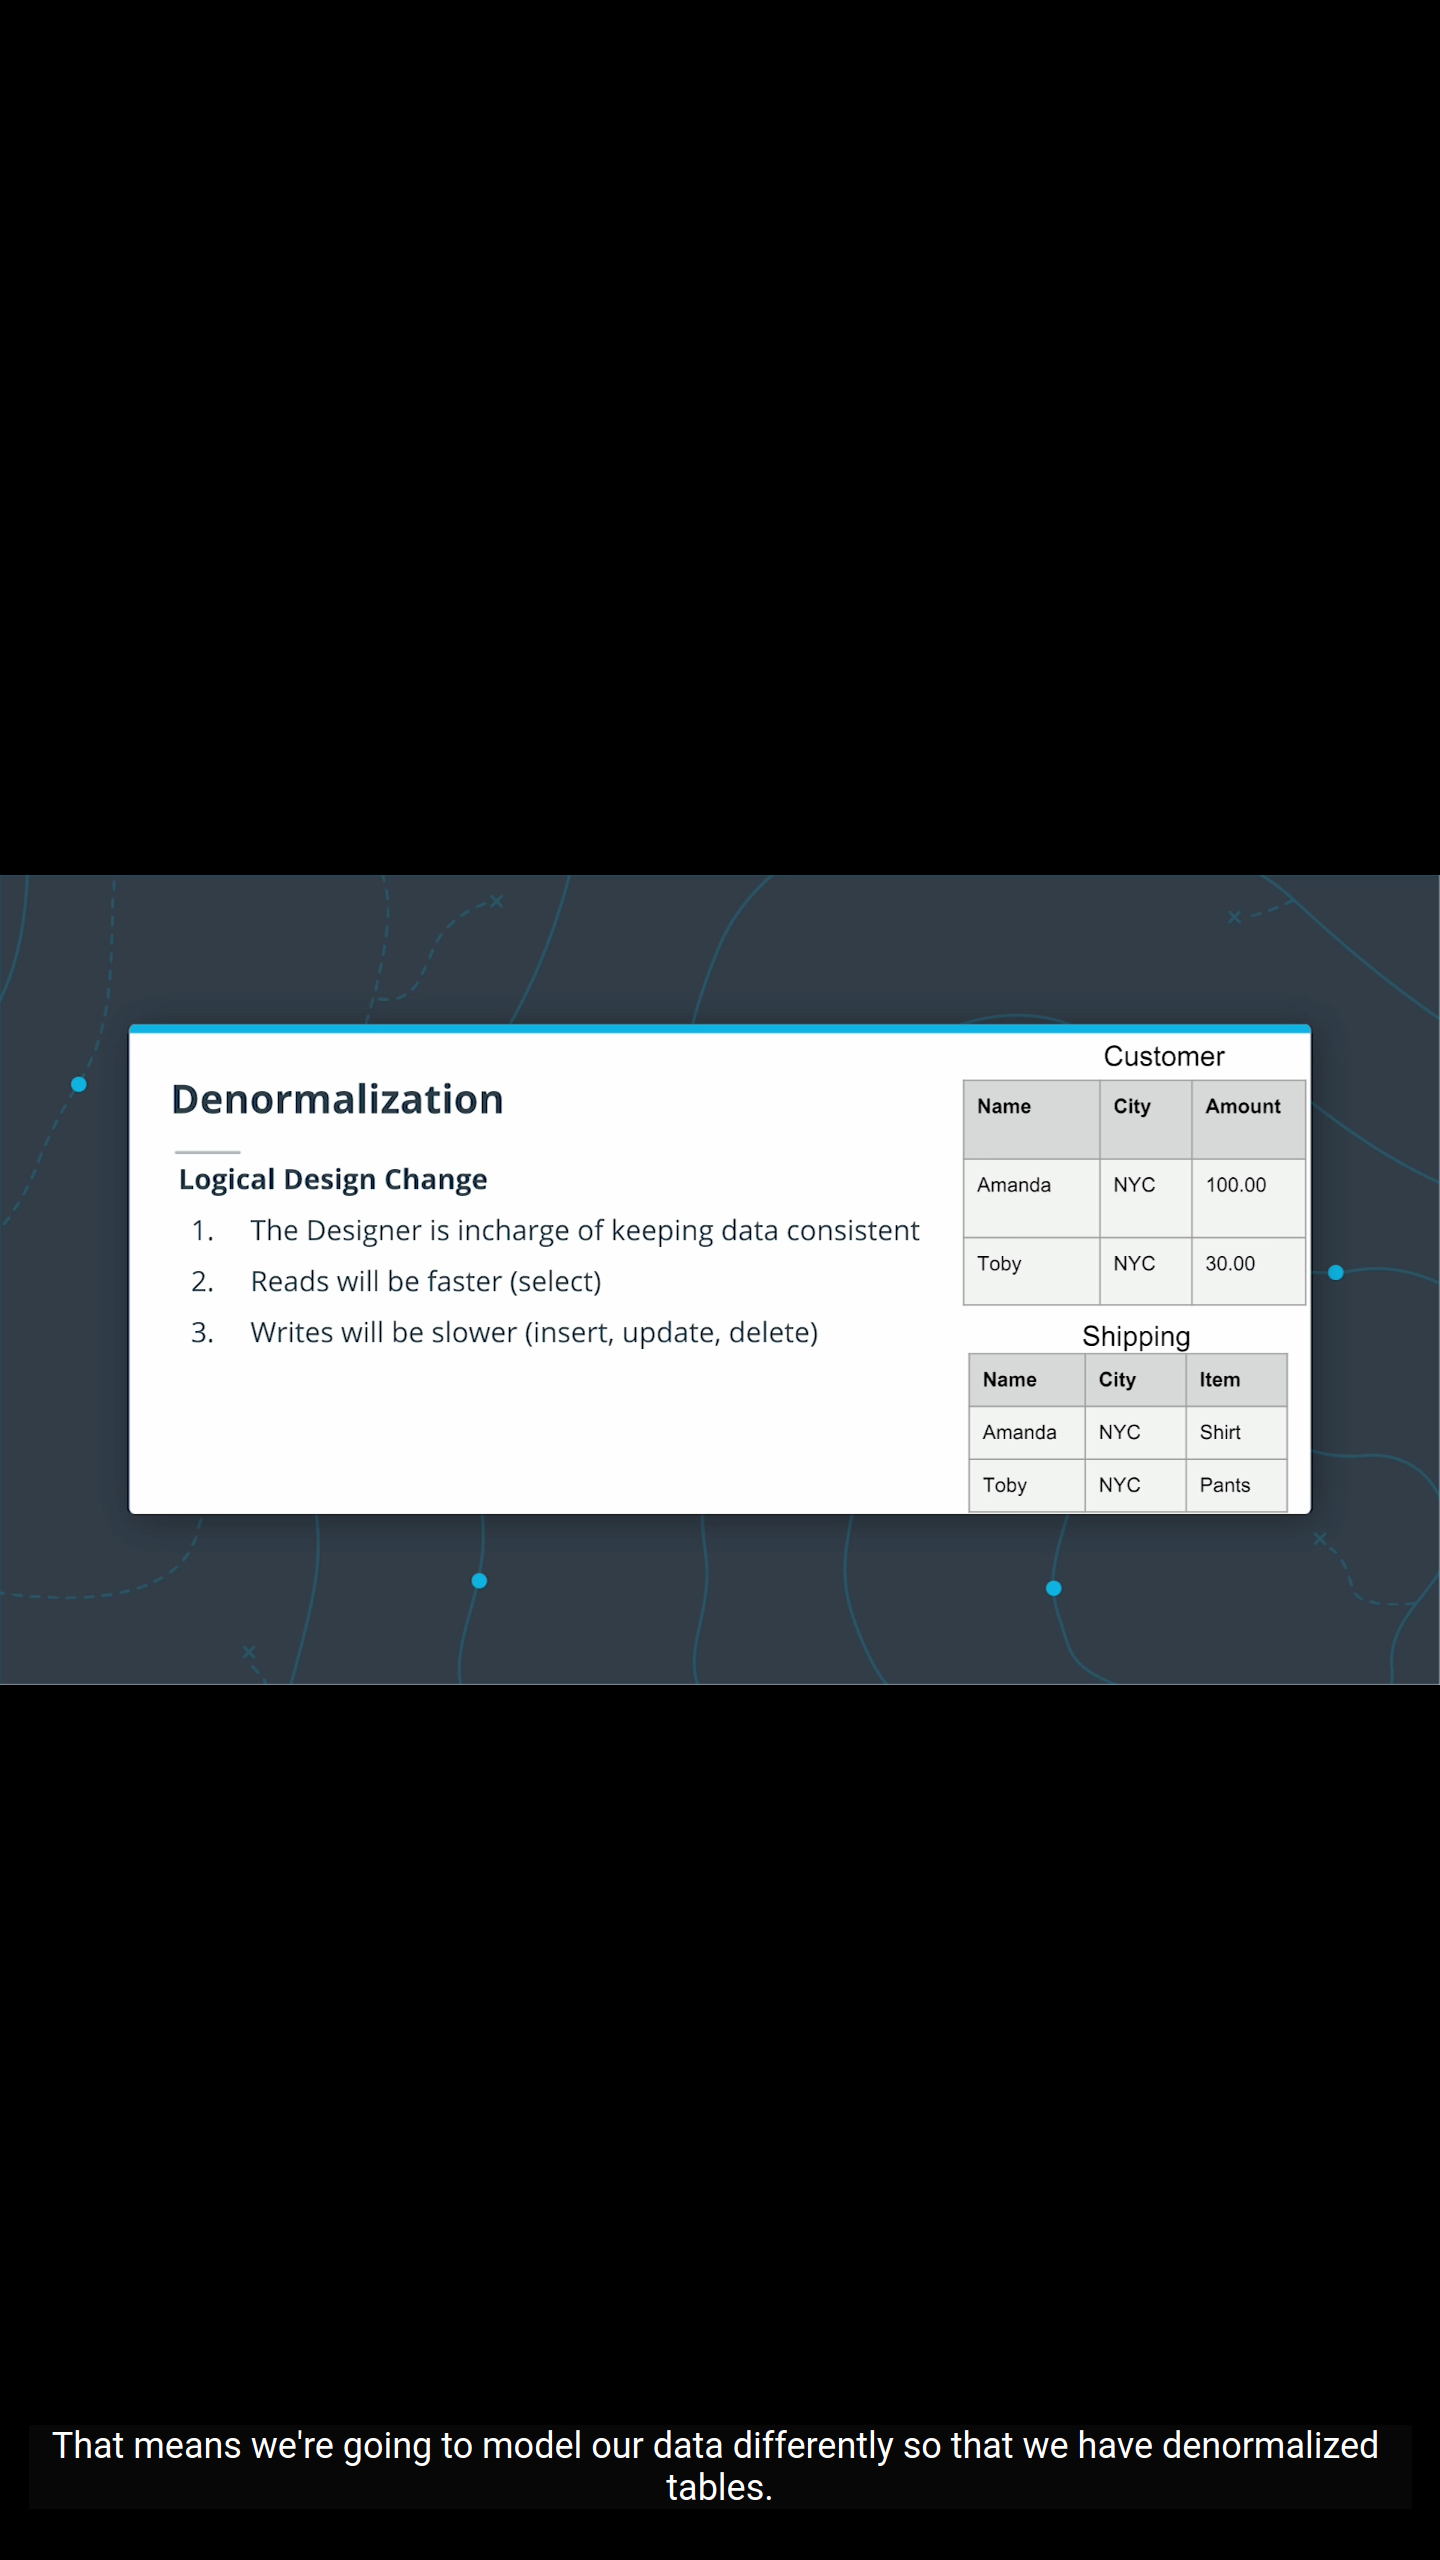 Denormalization
Logical Design Change
1. The Designer is incharge of keeping data consistent
2. Reads will be faster (select)
3. Writes will be slower (insert, update, delete)
Customer
Name City Amount
Amanda NYC 100.00
Toby NYC 30.00
Shipping
Name City Item
Amanda NYC Shirt
Toby NYC Pants
That means we're going to model our data differently so that we have denormalized
tables.